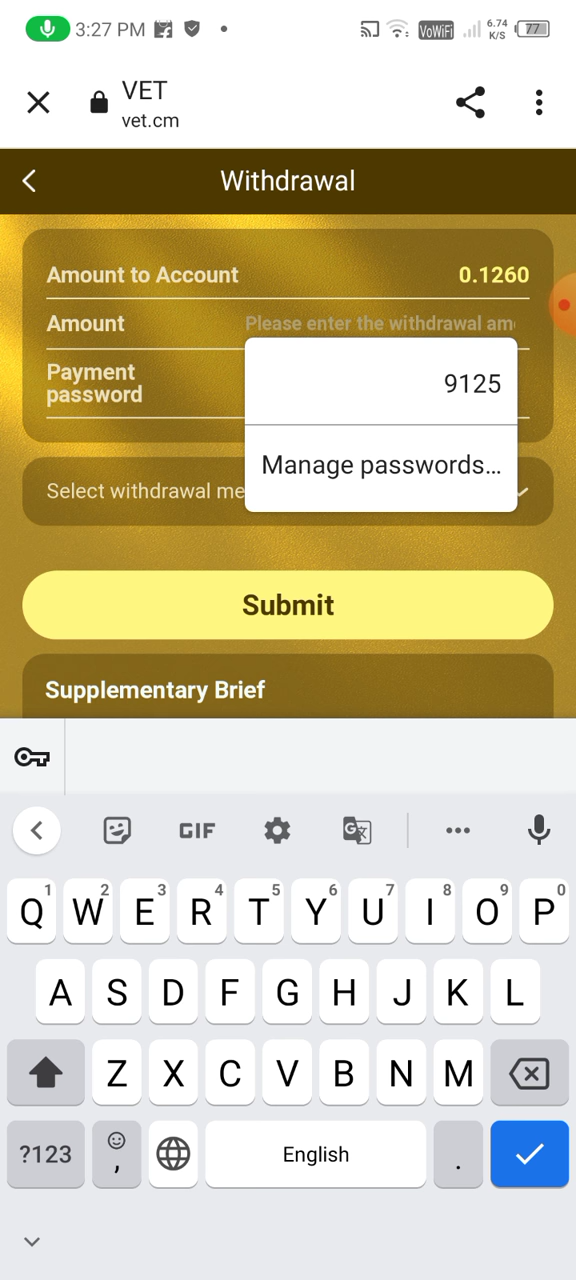 3:27 PM
VoWiFi
6.74
K/S
77
VET
vet.cm
Withdrawal
Amount to Account
0.1260
Amount
Please enter the withdrawal am
Payment
password
9125
Manage passwords...
Select withdrawal me
Submit
Supplementary Brief
GIF
1 2 3 4 5 6 7 8 9 0
Q W E R T Y U I O P
A S D F G H J K L
Z X C V B N M
?123
,
English
.